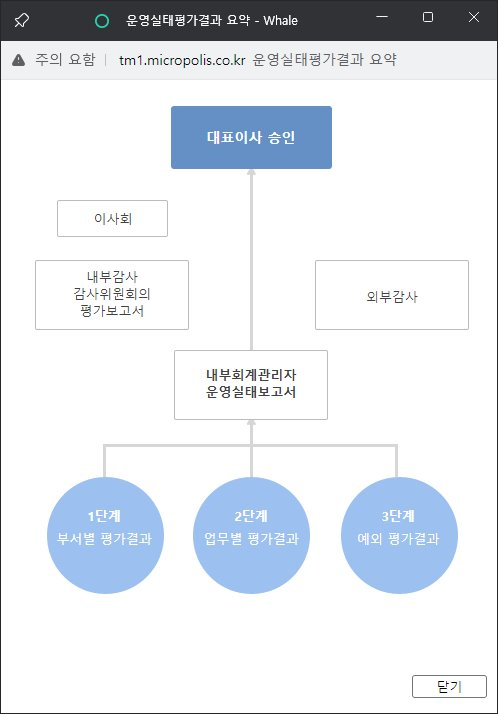 운영실태평가결과 요약 - Whale
주의 요함 | tm1.micropolis.co.kr 운영실태평가결과 요약
대표이사 승인
이사회
내부감사
감사위원회의
평가보고서
외부감사
내부회계관리자
운영실태보고서
1단계
부서별 평가결과
2단계
업무별 평가결과
3단계
예외 평가결과
닫기